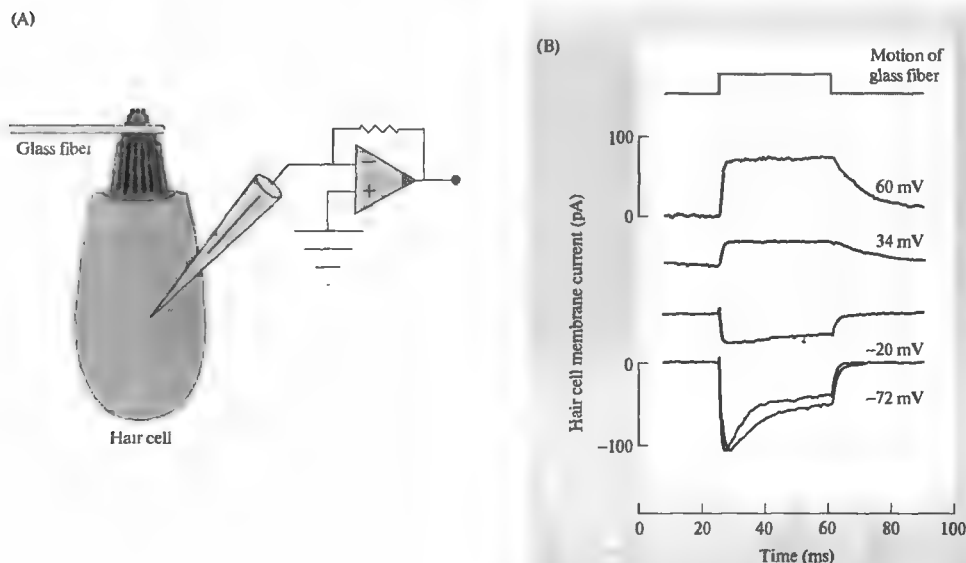 (A)
Glass fiber
−
+
Hair cell
(B)
Motion of
glass fiber
100
60 mV
0
34 mV
−20 mV
0
−72 mV
−100
Hair cell membrane current (pA)
0 20 40 60 80 100
Time (ms)